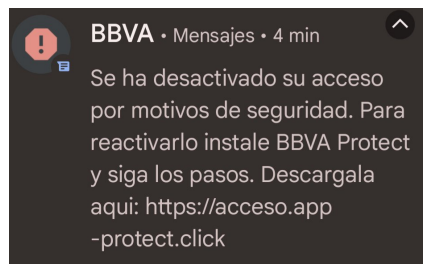 BBVA • Mensajes • 4 min
Se ha desactivado su acceso
por motivos de seguridad. Para
reactivarlo instale BBVA Protect
y siga los pasos. Descargala
aqui: https://acceso.app
-protect.click